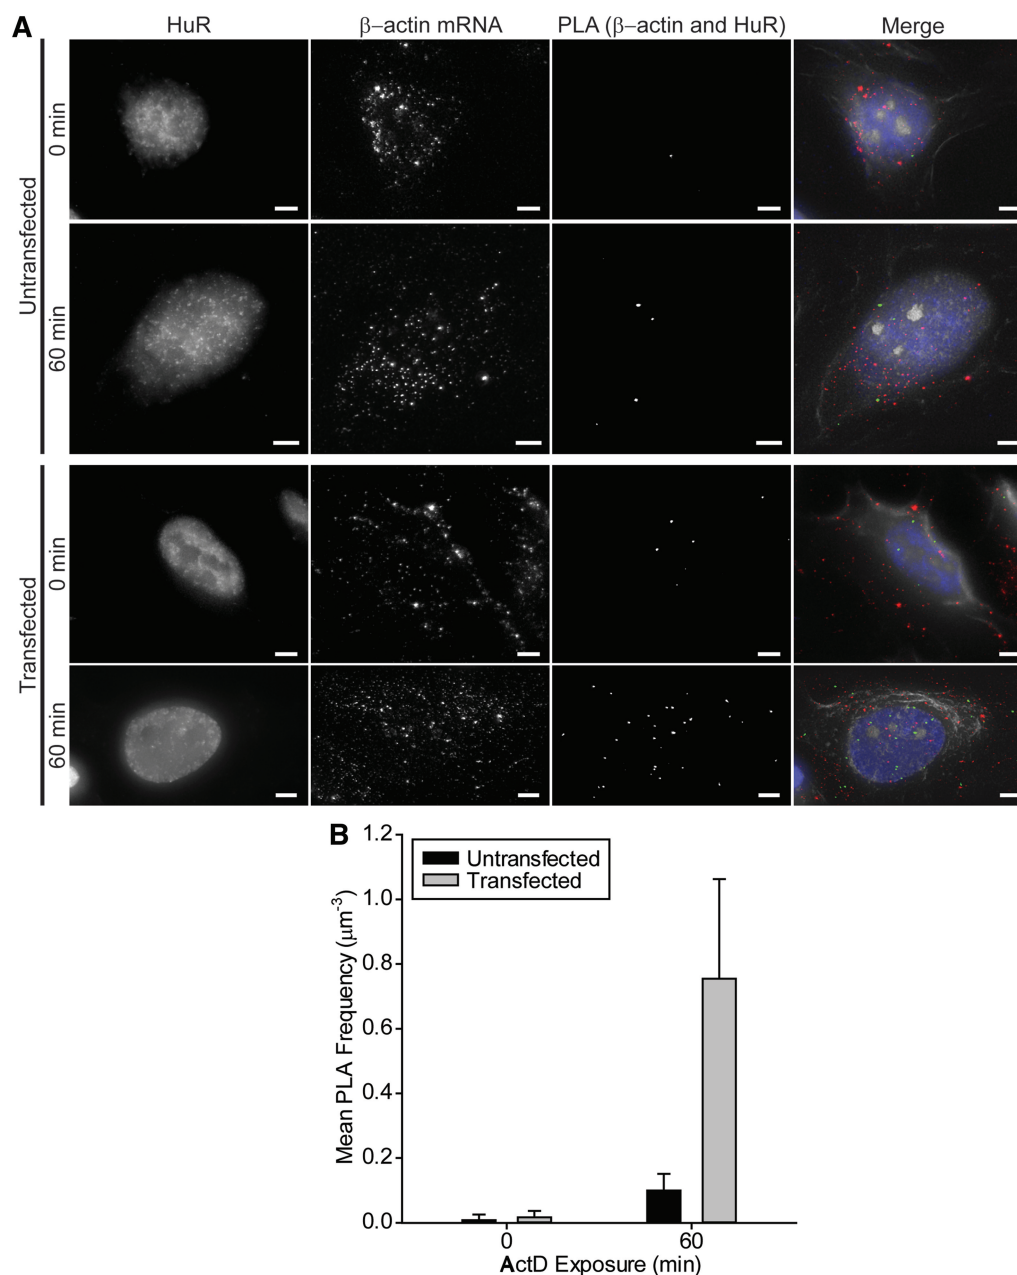 A
HuR
β–actin mRNA
PLA (β–actin and HuR)
Merge
Untransfected
0 min
60 min
Transfected
0 min
60 min
B
1.2
1.0
0.8
0.6
0.4
0.2
0.0
Mean PLA Frequency (μm-3)
Untransfected
Transfected
0
60
ActD Exposure (min)